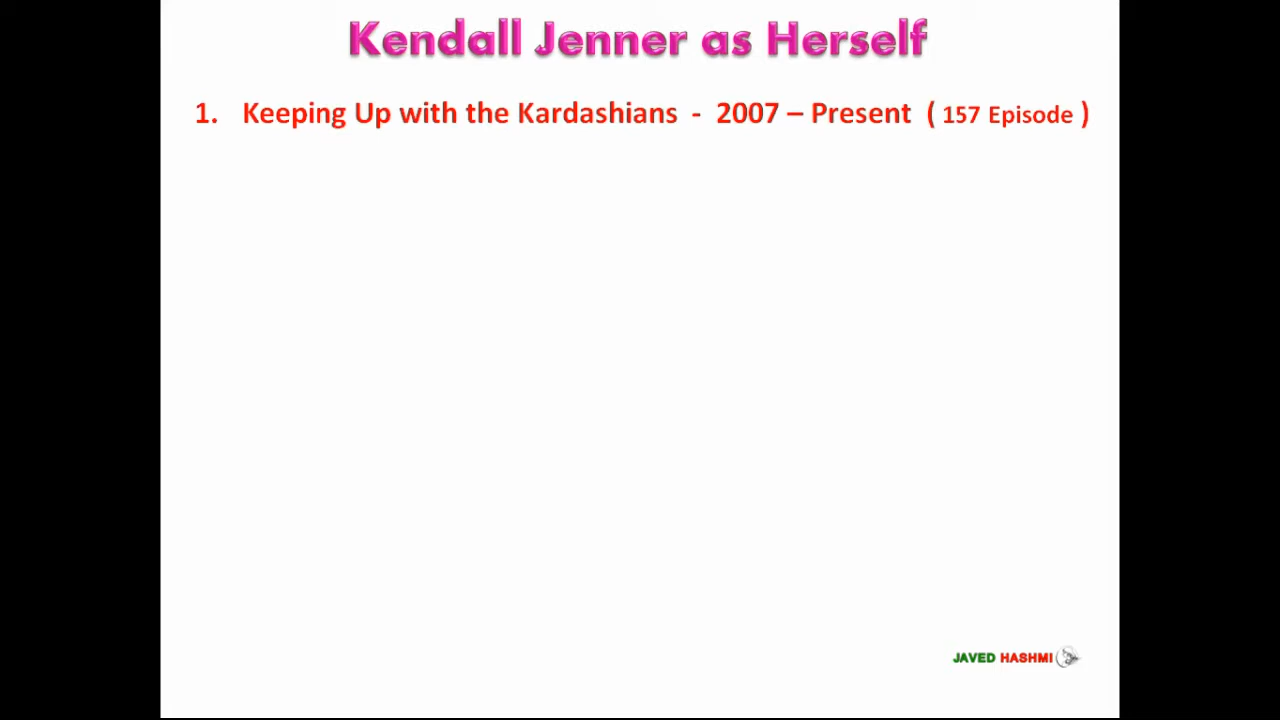 Kendall Jenner as Herself
1. Keeping Up with the Kardashians - 2007 – Present ( 157 Episode )
JAVED HASHMI